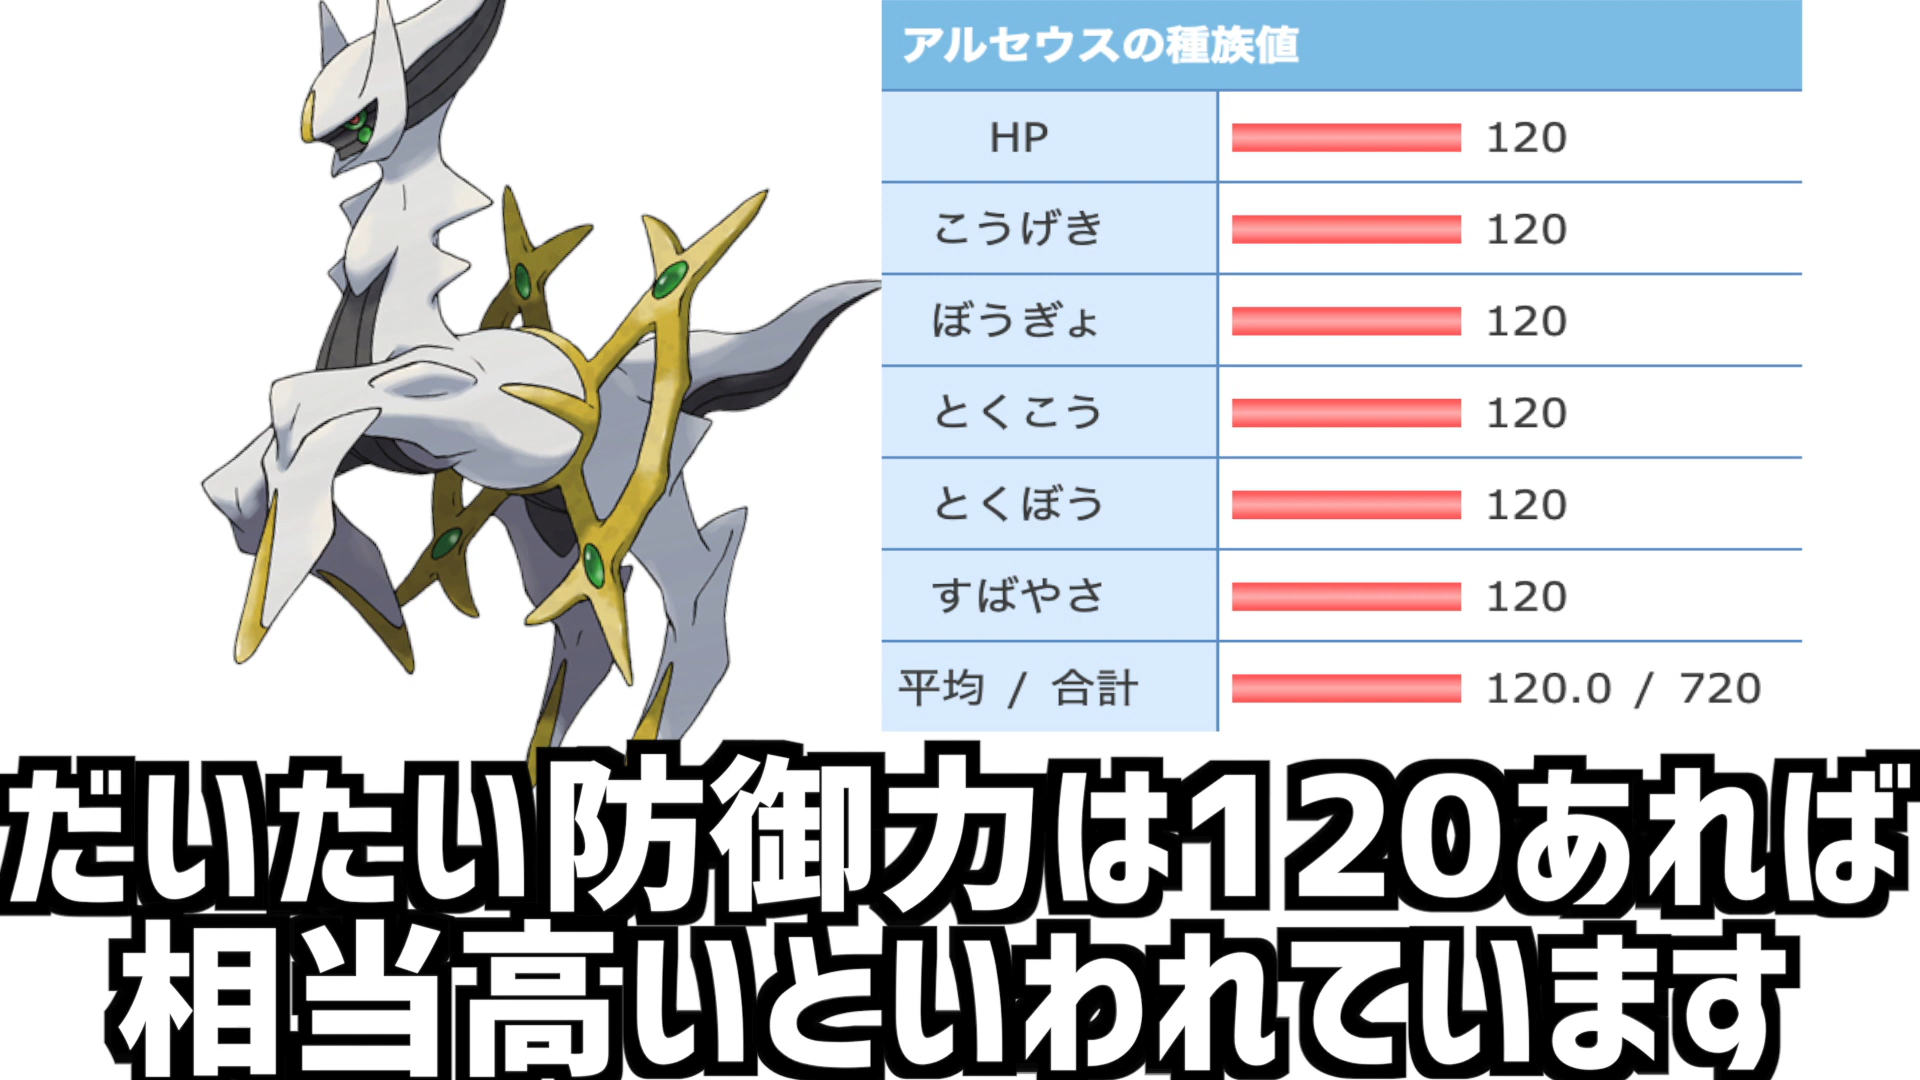 アルセウスの種族値
HP 120
こうげき 120
ぼうぎょ 120
とくこう 120
とくぼう 120
すばやさ 120
平均 / 合計 120.0 / 720
だいたい防御力は120あれば
相当高いといわれています